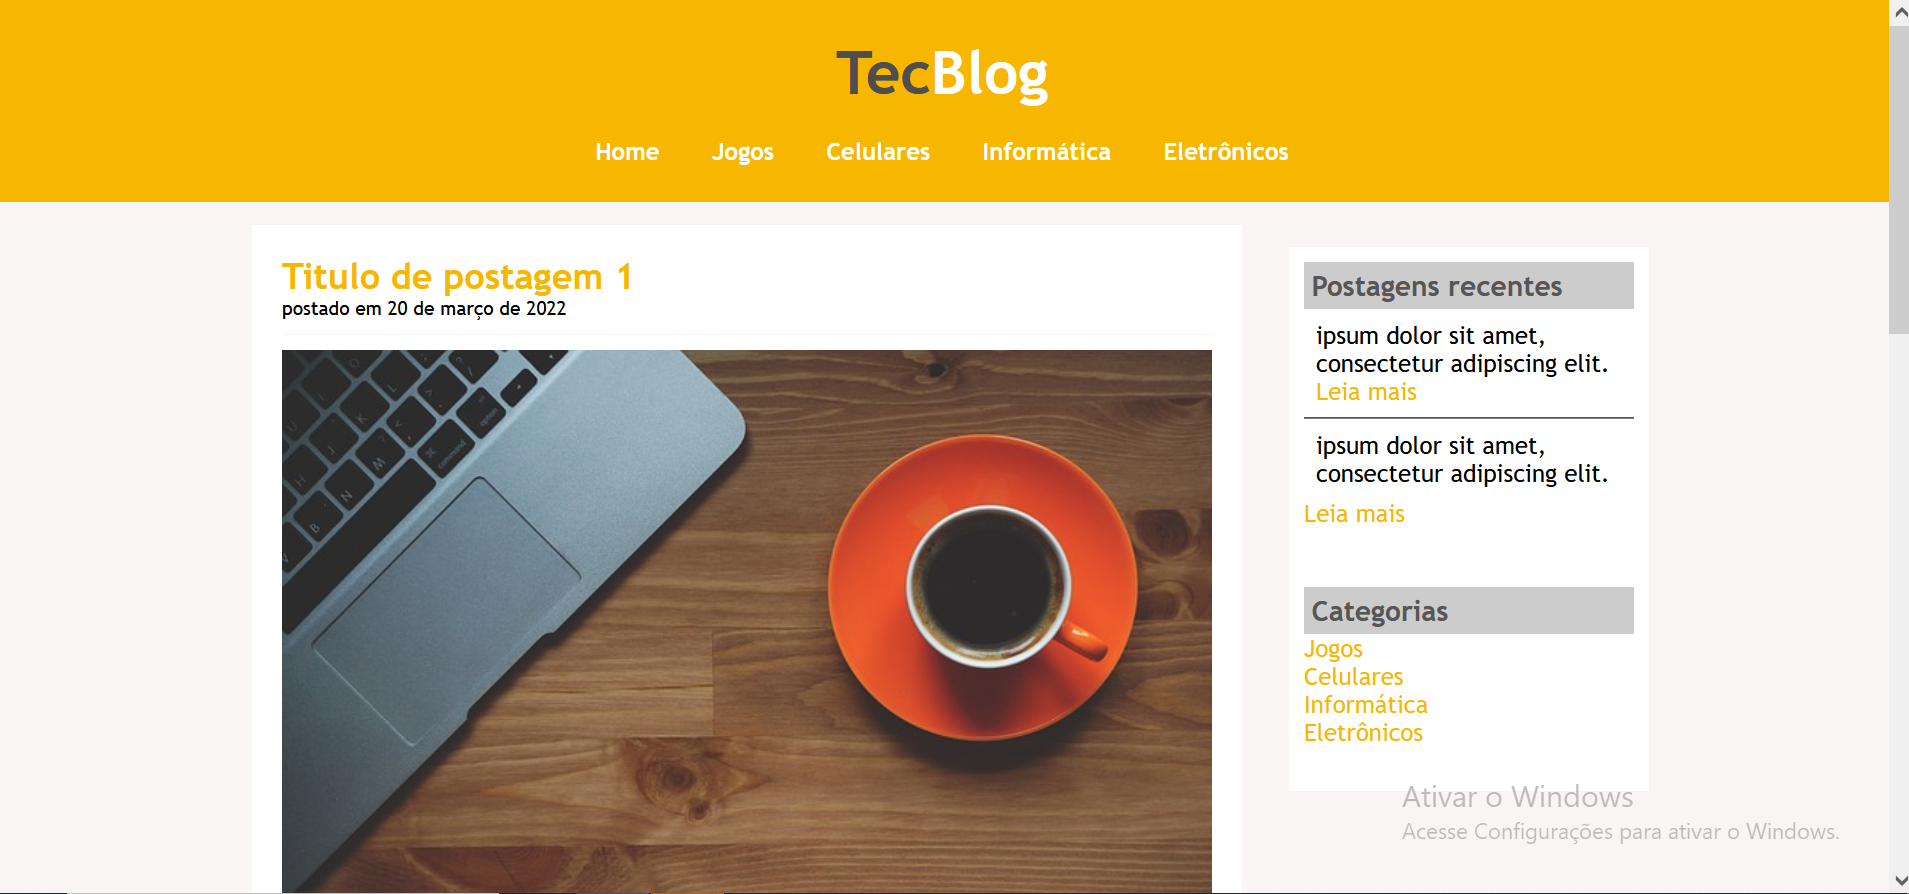 TecBlog
Home Jogos Celulares Informática Eletrônicos
Titulo de postagem 1
postado em 20 de março de 2022
command
option
Postagens recentes
ipsum dolor sit amet,
consectetur adipiscing elit.
Leia mais
ipsum dolor sit amet,
consectetur adipiscing elit.
Leia mais
Categorias
Jogos
Celulares
Informática
Eletrônicos
Ativar o Windows
Acesse Configurações para ativar o Windows.